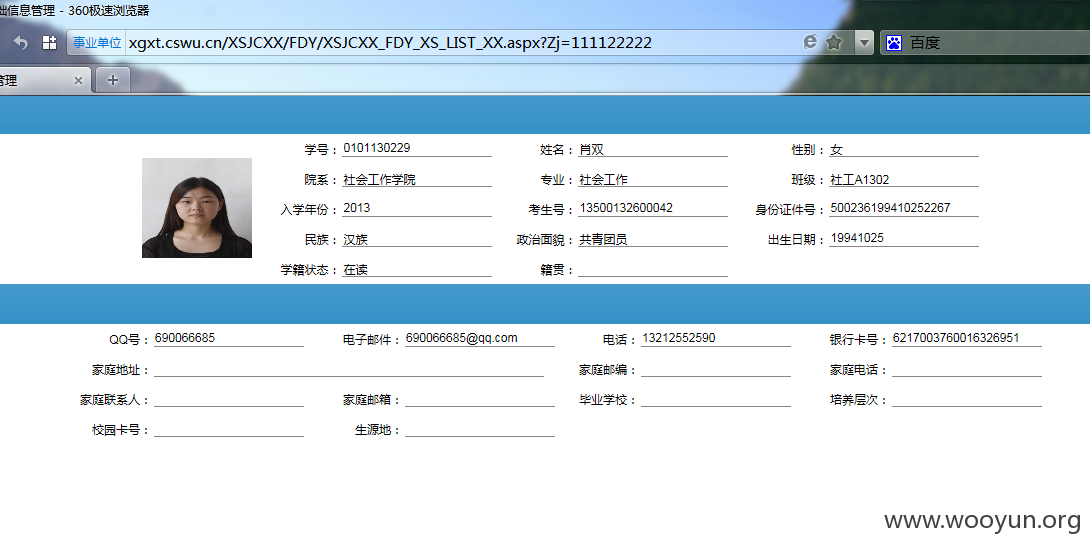 础信息管理 - 360极速浏览器
事业单位 xgxt.cswu.cn/XSJCXX/FDY/XSJCXX_FDY_XS_LIST_XX.aspx?Zj=111122222 百度
管理
学号： 0101130229 姓名： 肖双 性别： 女
院系： 社会工作学院 专业： 社会工作 班级： 社工A1302
入学年份： 2013 考生号： 13500132600042 身份证件号： 500236199410252267
民族： 汉族 政治面貌： 共青团员 出生日期： 19941025
学籍状态： 在读 籍贯：
QQ号： 690066685 电子邮件： 690066685@qq.com 电话： 13212552590 银行卡号： 6217003760016326951
家庭地址： 家庭邮编： 家庭电话：
家庭联系人： 家庭邮箱： 毕业学校： 培养层次：
校园卡号： 生源地：
www.wooyun.org